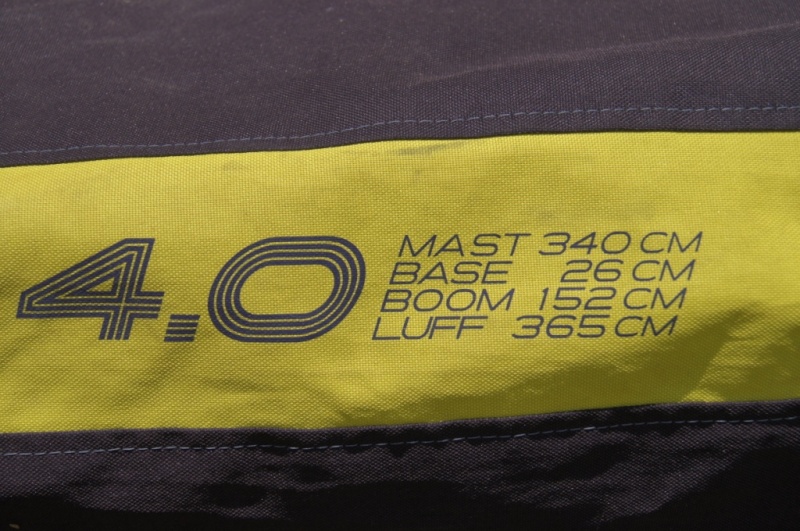 4.0
MAST 340 CM
BASE 26 CM
BOOM 152 CM
LUFF 365 CM